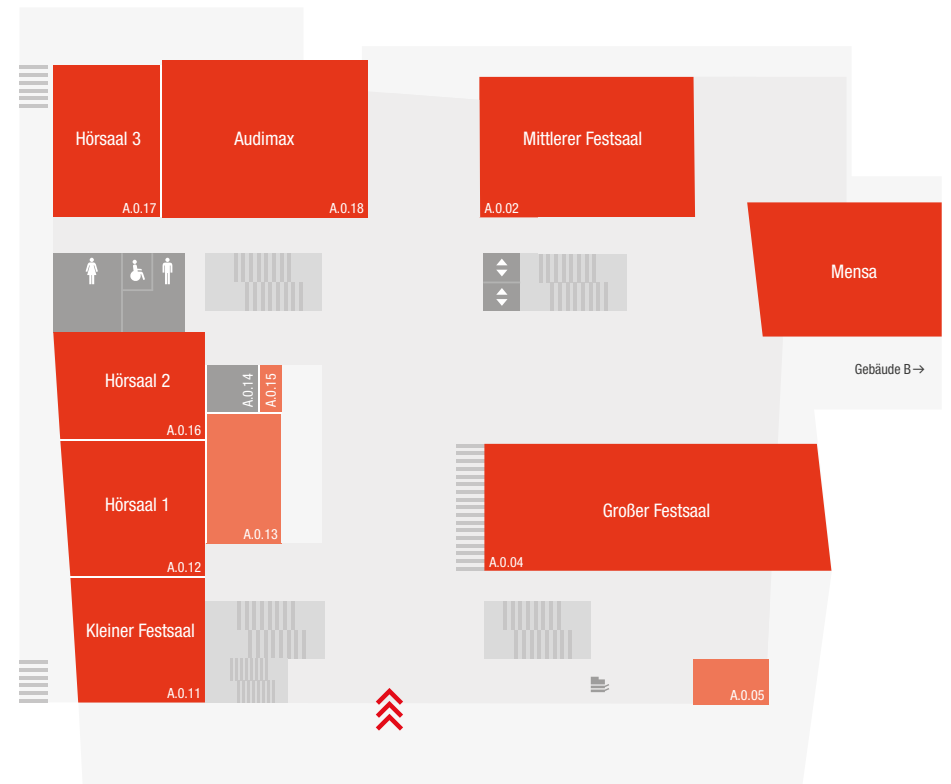 Hörsaal 3
A.0.17
Audimax
A.0.18
Mittlerer Festsaal
A.0.02
Mensa
Gebäude B→
Hörsaal 2
A.0.16
A.0.14
A.0.15
Hörsaal 1
A.0.12
A.0.13
Großer Festsaal
A.0.04
Kleiner Festsaal
A.0.11
A.0.05